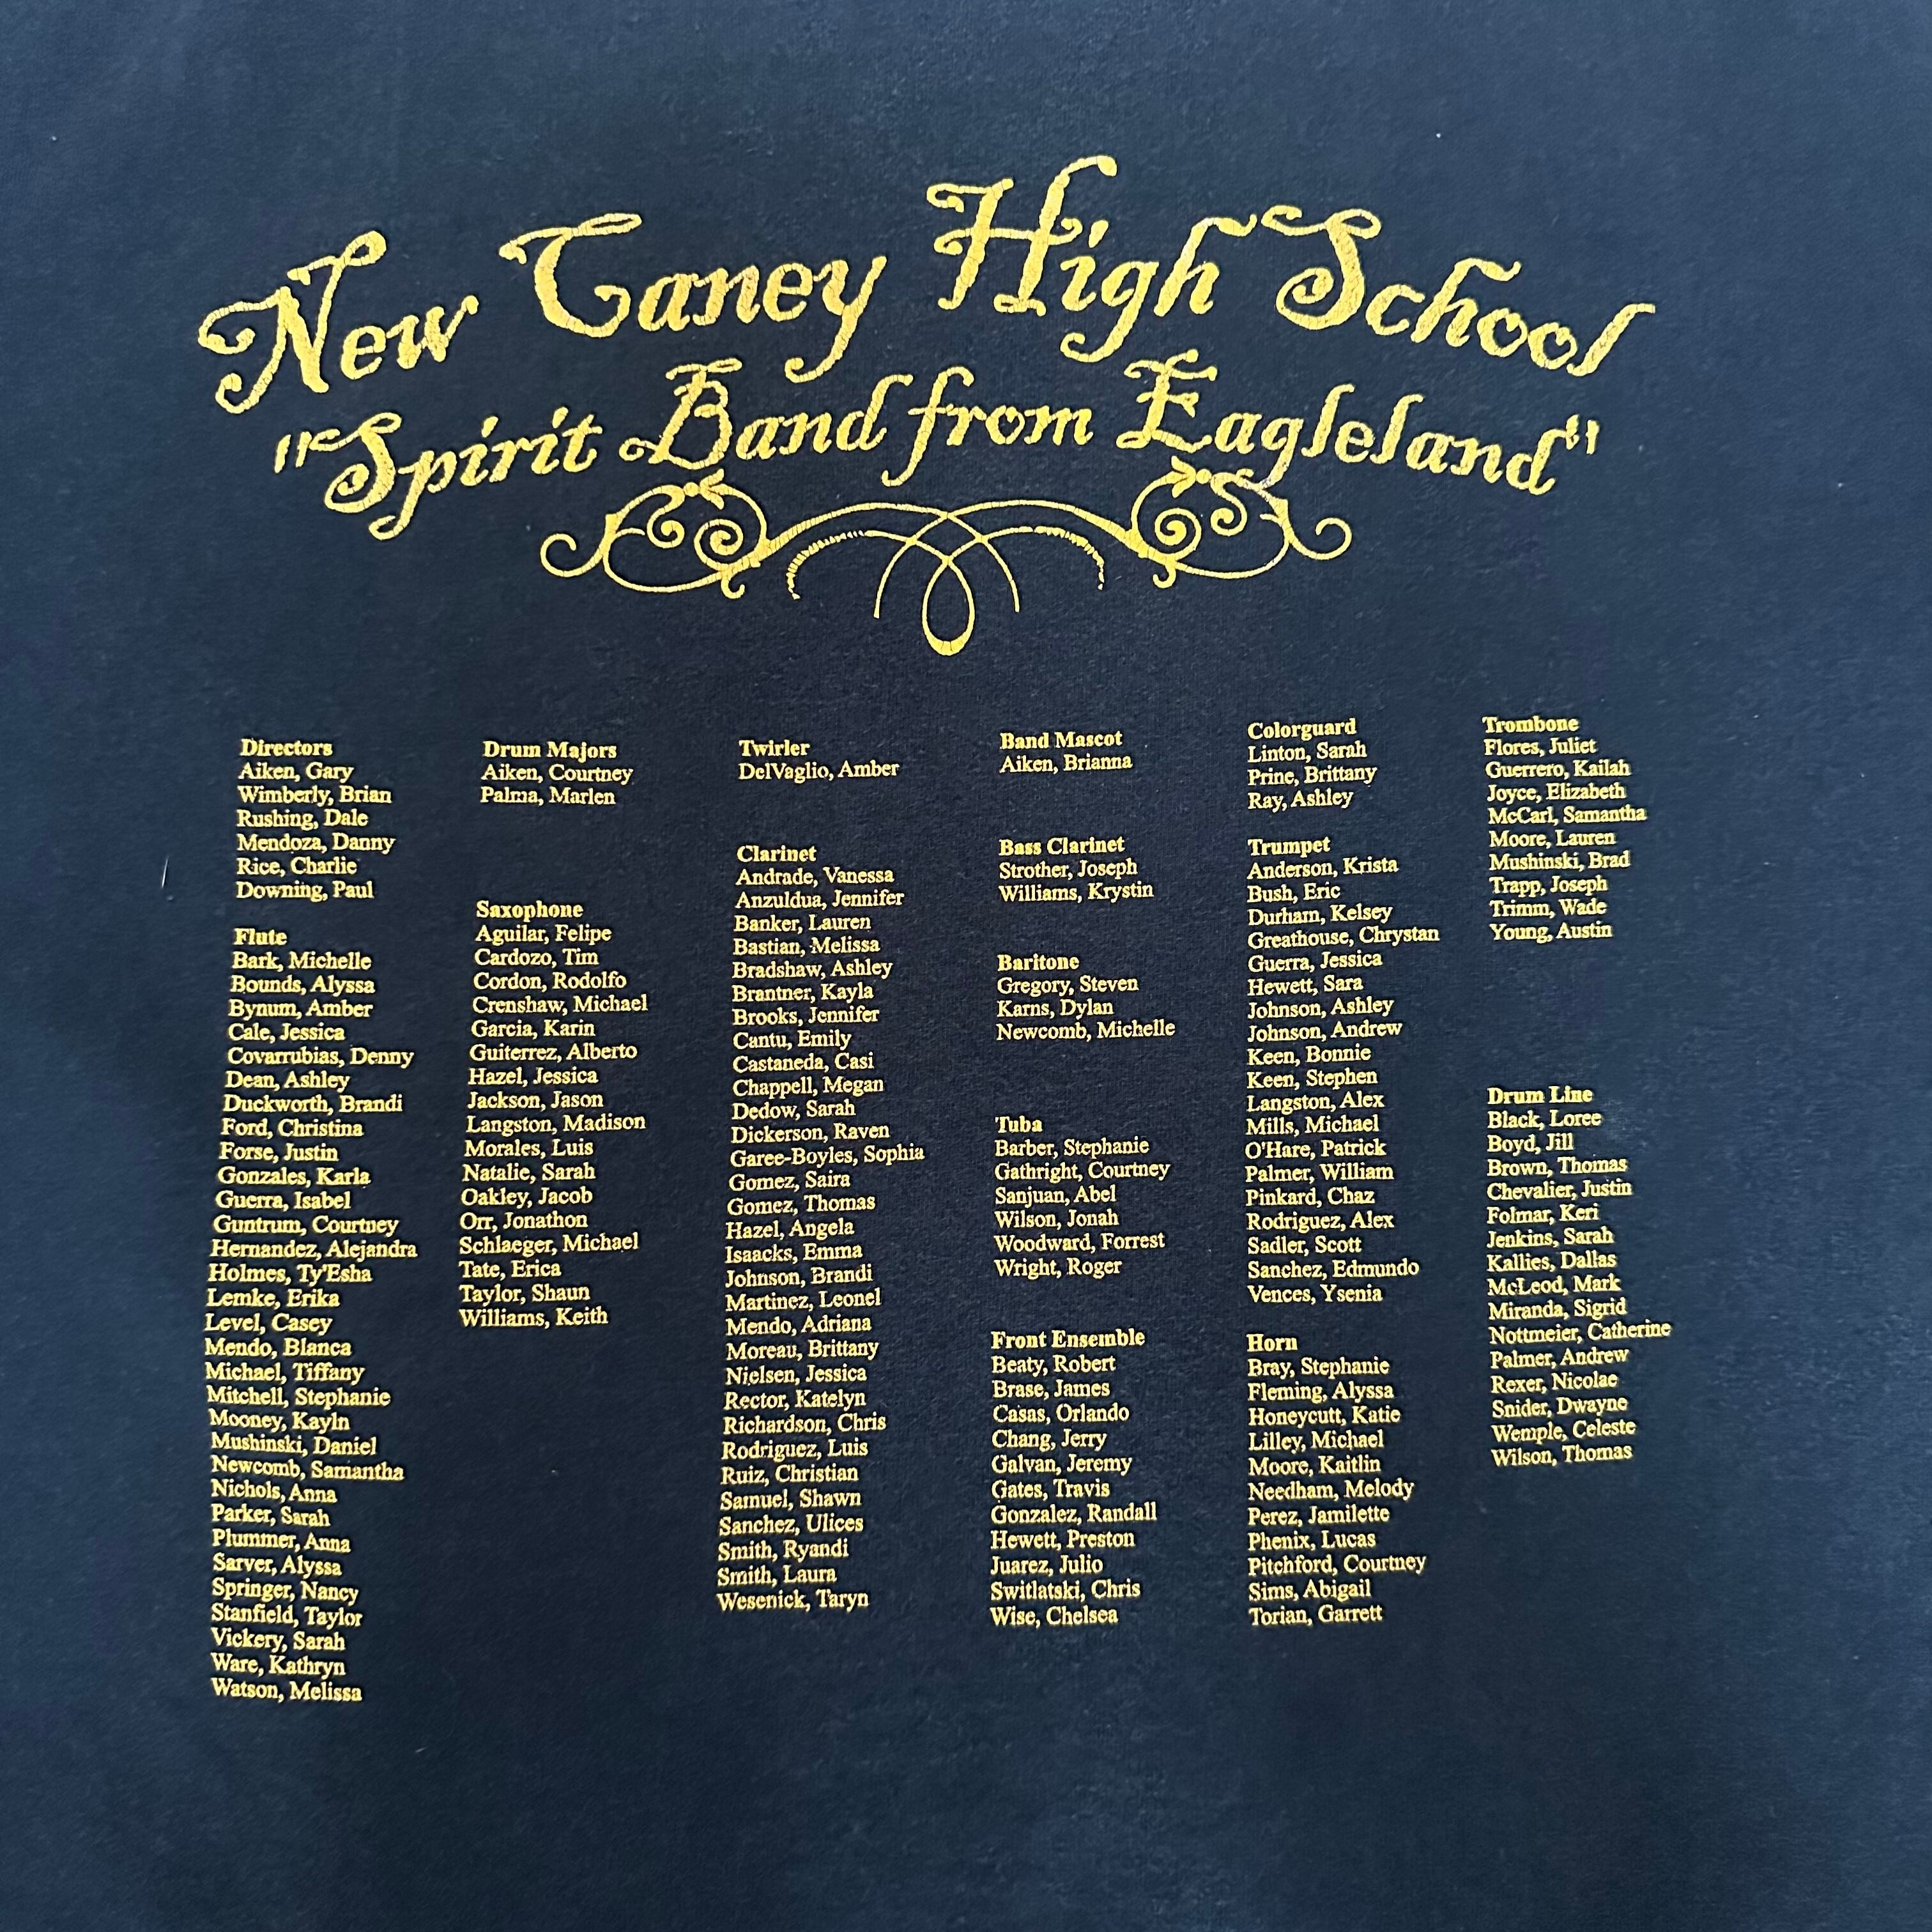 New Caney High School
"Spirit Band from Eagleland"
Directors
Aiken, Gary
Wimberly, Brian
Rushing, Dale
Mendoza, Danny
Rice, Charlie
Downing, Paul
Flute
Bark, Michelle
Bounds, Alyssa
Bynum, Amber
Cale, Jessica
Covarrubias, Denny
Dean, Ashley
Duckworth, Brandi
Ford, Christina
Forse, Justin
Gonzales, Karla
Guerra, Isabel
Guntrum, Courtney
Hernandez, Alejandra
Holmes, Ty'Esha
Lemke, Erika
Level, Casey
Mendo, Blanca
Michael, Tiffany
Mitchell, Stephanie
Mooney, Kayln
Mushinski, Daniel
Newcomb, Samantha
Nichols, Anna
Parker, Sarah
Plummer, Anna
Sarver, Alyssa
Springer, Nancy
Stanfield, Taylor
Vickery, Sarah
Ware, Kathryn
Watson, Melissa
Drum Majors
Aiken, Courtney
Palma, Marlen
Saxophone
Aguilar, Felipe
Cardozo, Tim
Cordon, Rodolfo
Crenshaw, Michael
Garcia, Karin
Guiterrez, Alberto
Hazel, Jessica
Jackson, Jason
Langston, Madison
Morales, Luis
Natalie, Sarah
Oakley, Jacob
Orr, Jonathon
Schlaeger, Michael
Tate, Erica
Taylor, Shaun
Williams, Keith
Twirler
DelVaglio, Amber
Clarinet
Andrade, Vanessa
Anzuldua, Jennifer
Banker, Lauren
Bastian, Melissa
Bradshaw, Ashley
Brantner, Kayla
Brooks, Jennifer
Cantu, Emily
Castaneda, Casi
Chappell, Megan
Dedow, Sarah
Dickerson, Raven
Garee-Boyles, Sophia
Gomez, Saira
Gomez, Thomas
Hazel, Angela
Isaacks, Emma
Johnson, Brandi
Martinez, Leonel
Mendo, Adriana
Moreau, Brittany
Nielsen, Jessica
Rector, Katelyn
Richardson, Chris
Rodriguez, Luis
Ruiz, Christian
Samuel, Shawn
Sanchez, Ulices
Smith, Ryandi
Smith, Laura
Wesenick, Taryn
Band Mascot
Aiken, Brianna
Bass Clarinet
Strother, Joseph
Williams, Krystin
Baritone
Gregory, Steven
Karns, Dylan
Newcomb, Michelle
Tuba
Barber, Stephanie
Gathright, Courtney
Sanjuan, Abel
Wilson, Jonah
Woodward, Forrest
Wright, Roger
Front Ensemble
Beaty, Robert
Brase, James
Casas, Orlando
Chang, Jerry
Galvan, Jeremy
Gates, Travis
Gonzalez, Randall
Hewett, Preston
Juarez, Julio
Switlatski, Chris
Wise, Chelsea
Colorguard
Linton, Sarah
Prine, Brittany
Ray, Ashley
Trumpet
Anderson, Krista
Bush, Eric
Durham, Kelsey
Greathouse, Chrystan
Guerra, Jessica
Hewett, Sara
Johnson, Ashley
Johnson, Andrew
Keen, Bonnie
Keen, Stephen
Langston, Alex
Mills, Michael
O'Hare, Patrick
Palmer, William
Pinkard, Chaz
Rodriguez, Alex
Sadler, Scott
Sanchez, Edmundo
Vences, Ysenia
Horn
Bray, Stephanie
Fleming, Alyssa
Honeycutt, Katie
Lilley, Michael
Moore, Kaitlin
Needham, Melody
Perez, Jamilette
Phenix, Lucas
Pitchford, Courtney
Sims, Abigail
Torian, Garrett
Trombone
Flores, Juliet
Guerrero, Kailah
Joyce, Elizabeth
McCarl, Samantha
Moore, Lauren
Mushinski, Brad
Trapp, Joseph
Trimm, Wade
Young, Austin
Drum Line
Black, Loree
Boyd, Jill
Brown, Thomas
Chevalier, Justin
Folmar, Keri
Jenkins, Sarah
Kallies, Dallas
McLeod, Mark
Miranda, Sigrid
Nottmeier, Catherine
Palmer, Andrew
Rexer, Nicolae
Snider, Dwayne
Wemple, Celeste
Wilson, Thomas